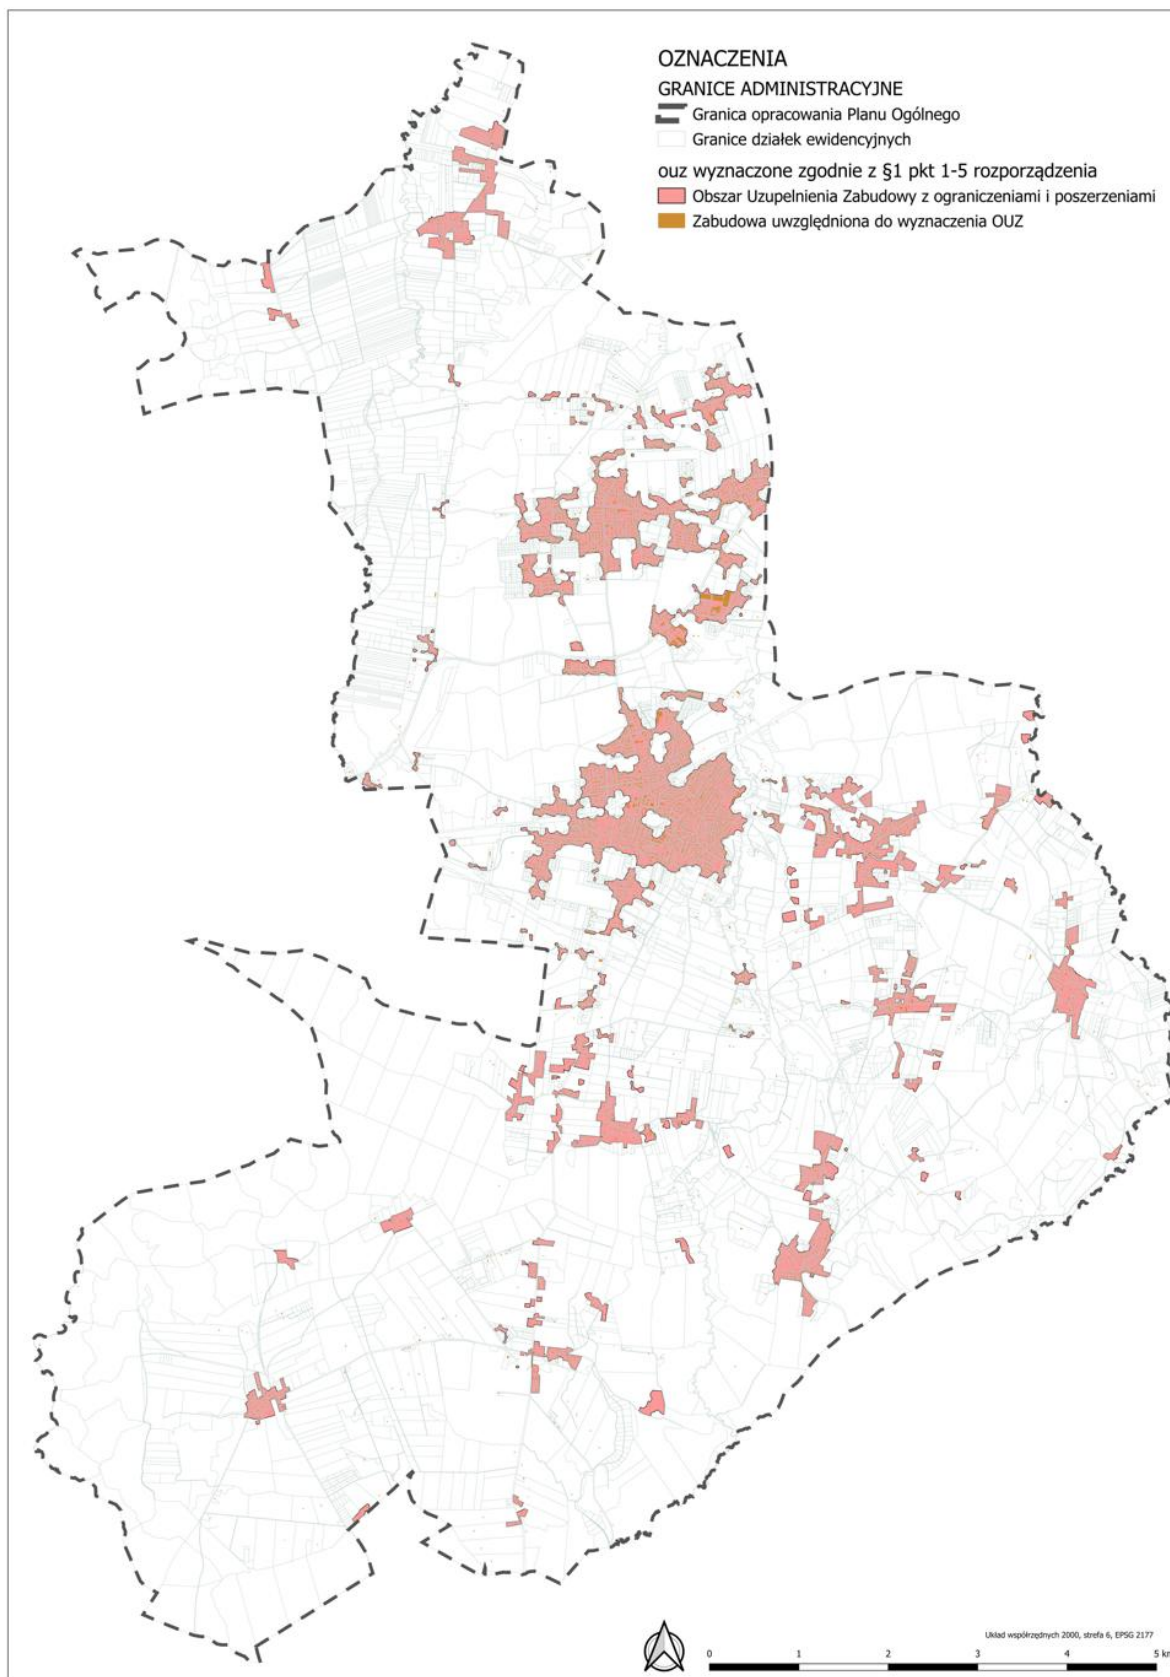 OZNACZENIA
GRANICE ADMINISTRACYJNE
Granica opracowania Planu Ogólnego
Granice działek ewidencyjnych
ouz wyznaczone zgodnie z §1 pkt 1-5 rozporządzenia
Obszar Uzupelnienia Zabudowy z ograniczeniami i poszerzeniami
Zabudowa uwzględniona do wyznaczenia OUZ
Układ współrzędnych 2000, strefa 6, EPSG 2177
0 1 2 3 4 5 km